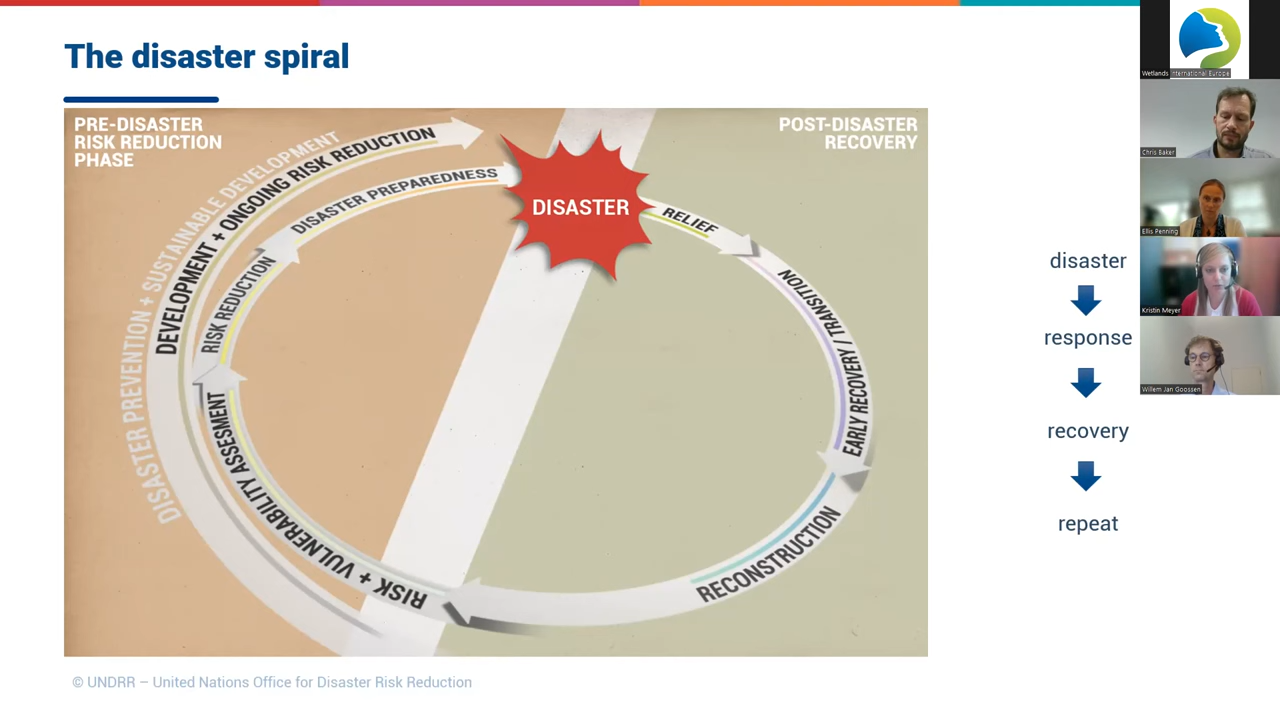 The disaster spiral
PRE-DISASTER
RISK REDUCTION
PHASE
POST-DISASTER
RECOVERY
DISASTER PREVENTION + SUSTAINABLE DEVELOPMENT
DEVELOPMENT + ONGOING RISK REDUCTION
DISASTER PREPAREDNESS
RISK REDUCTION
RISK + VULNERABILITY ASSESMENT
DISASTER
RELIEF
EARLY RECOVERY / TRANSITION
RECONSTRUCTION
disaster
response
recovery
repeat
© UNDRR – United Nations Office for Disaster Risk Reduction
Wetlands International Europe
Chris Baker
Ellis Penning
Kristin Meyer
Willem Jan Goossen